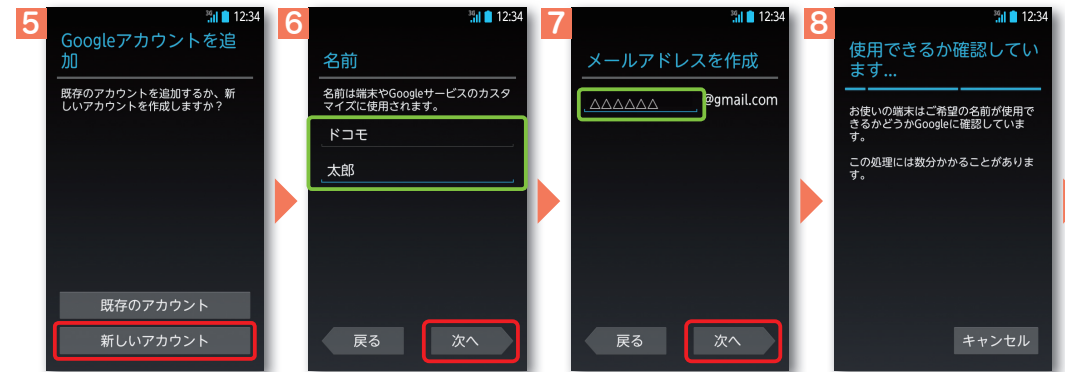 5
3G 12:34
Googleアカウントを追
加
既存のアカウントを追加するか、新
しいアカウントを作成しますか？
既存のアカウント
新しいアカウント
6
3G 12:34
名前
名前は端末やGoogleサービスのカスタ
マイズに使用されます。
ドコモ
太郎
戻る
次へ
7
3G 12:34
メールアドレスを作成
△△△△△△ @gmail.com
戻る
次へ
8
3G 12:34
使用できるか確認してい
ます...
お使いの端末はご希望の名前が使用で
きるかどうかGoogleに確認していま
す。
この処理には数分かかることがありま
す。
キャンセル